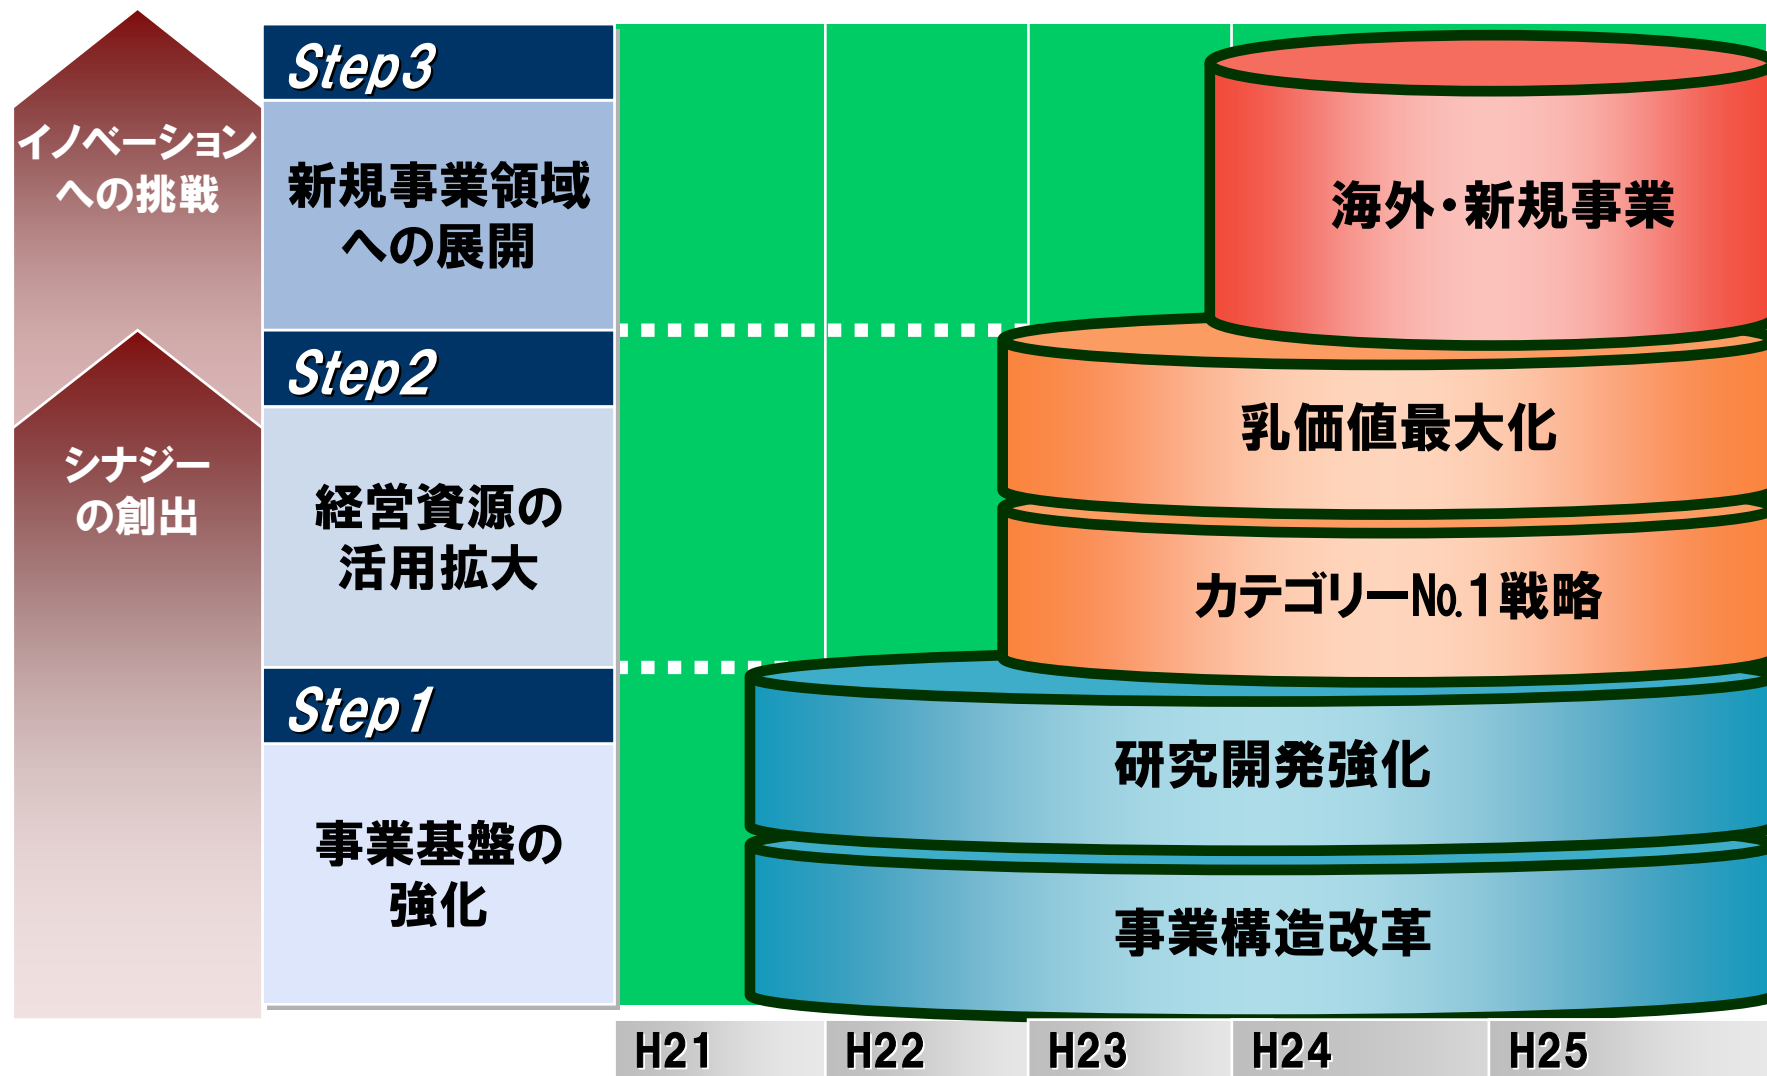 イノベーション
への挑戦
シナジー
の創出
Step3
新規事業領域
への展開
Step2
経営資源の
活用拡大
Step1
事業基盤の
強化
海外・新規事業
乳価値最大化
カテゴリーNo.1戦略
研究開発強化
事業構造改革
H21
H22
H23
H24
H25